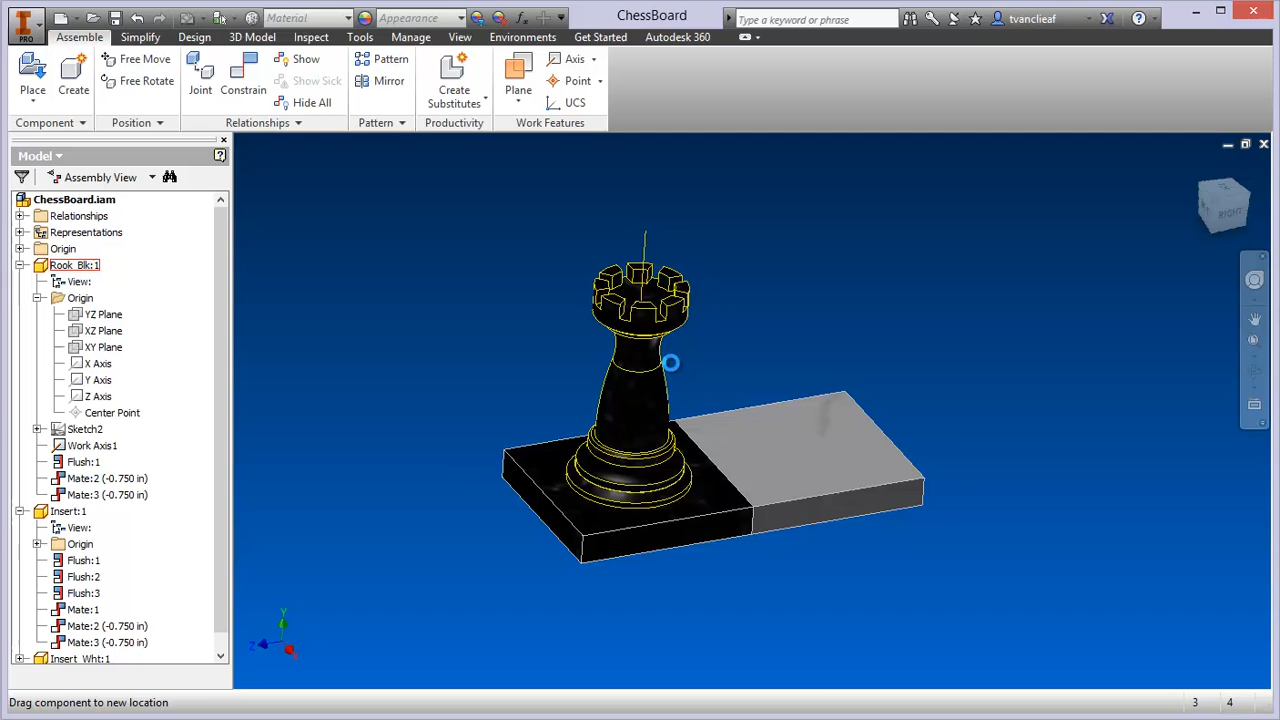 Material
Appearance
ChessBoard
Type a keyword or phrase
tvanclieaf
PRO
Assemble
Simplify
Design
3D Model
Inspect
Tools
Manage
View
Environments
Get Started
Autodesk 360
Place
Create
Free Move
Free Rotate
Joint
Constrain
Show
Show Sick
Hide All
Pattern
Mirror
Create Substitutes
Plane
Axis
Point
UCS
Component
Position
Relationships
Pattern
Productivity
Work Features
Model
Assembly View
ChessBoard.iam
Relationships
Representations
Origin
Rook_Blk:1
View:
Origin
YZ Plane
XZ Plane
XY Plane
X Axis
Y Axis
Z Axis
Center Point
Sketch2
Work Axis1
Flush:1
Mate:2 (-0.750 in)
Mate:3 (-0.750 in)
Insert:1
View:
Origin
Flush:1
Flush:2
Flush:3
Mate:1
Mate:2 (-0.750 in)
Mate:3 (-0.750 in)
Insert_Wht:1
RIGHT
Y
Z
Drag component to new location
3
4